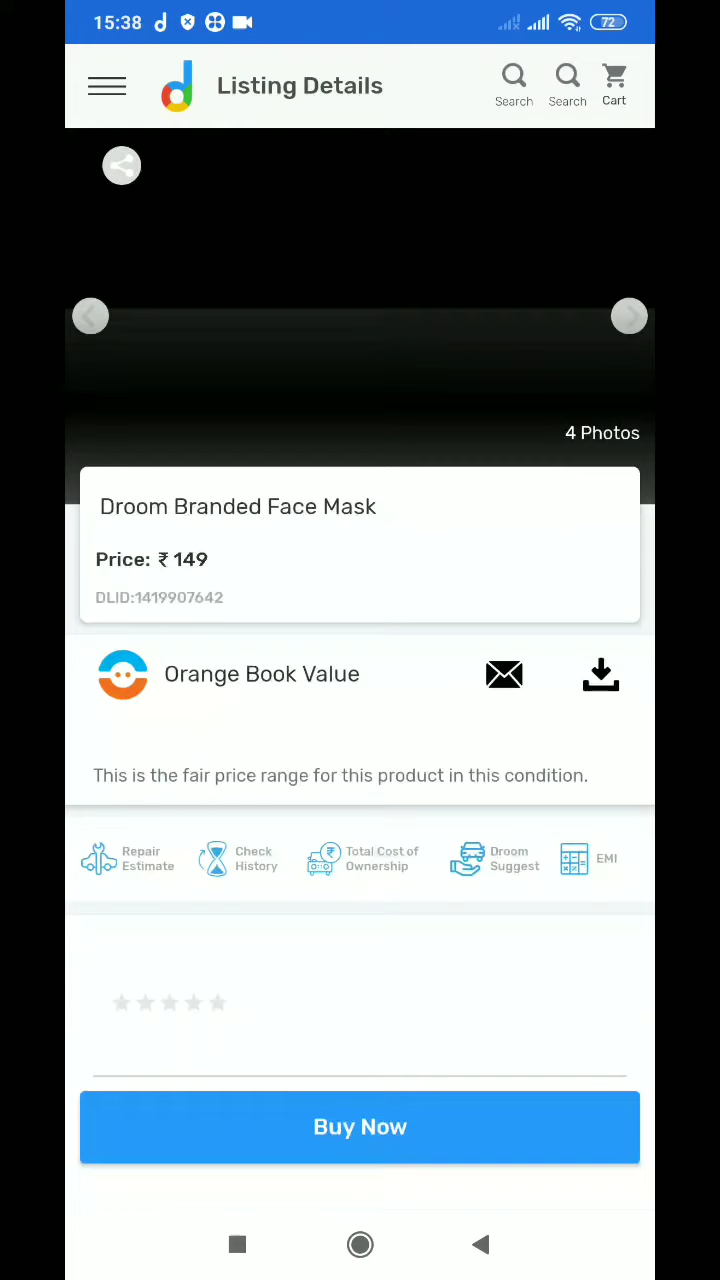 15:38
72
Listing Details
Search
Search
Cart
4 Photos
Droom Branded Face Mask
Price: ₹ 149
DLID:1419907642
Orange Book Value
This is the fair price range for this product in this condition.
Repair
Estimate
Check
History
Total Cost of
Ownership
Droom
Suggest
EMI
Buy Now